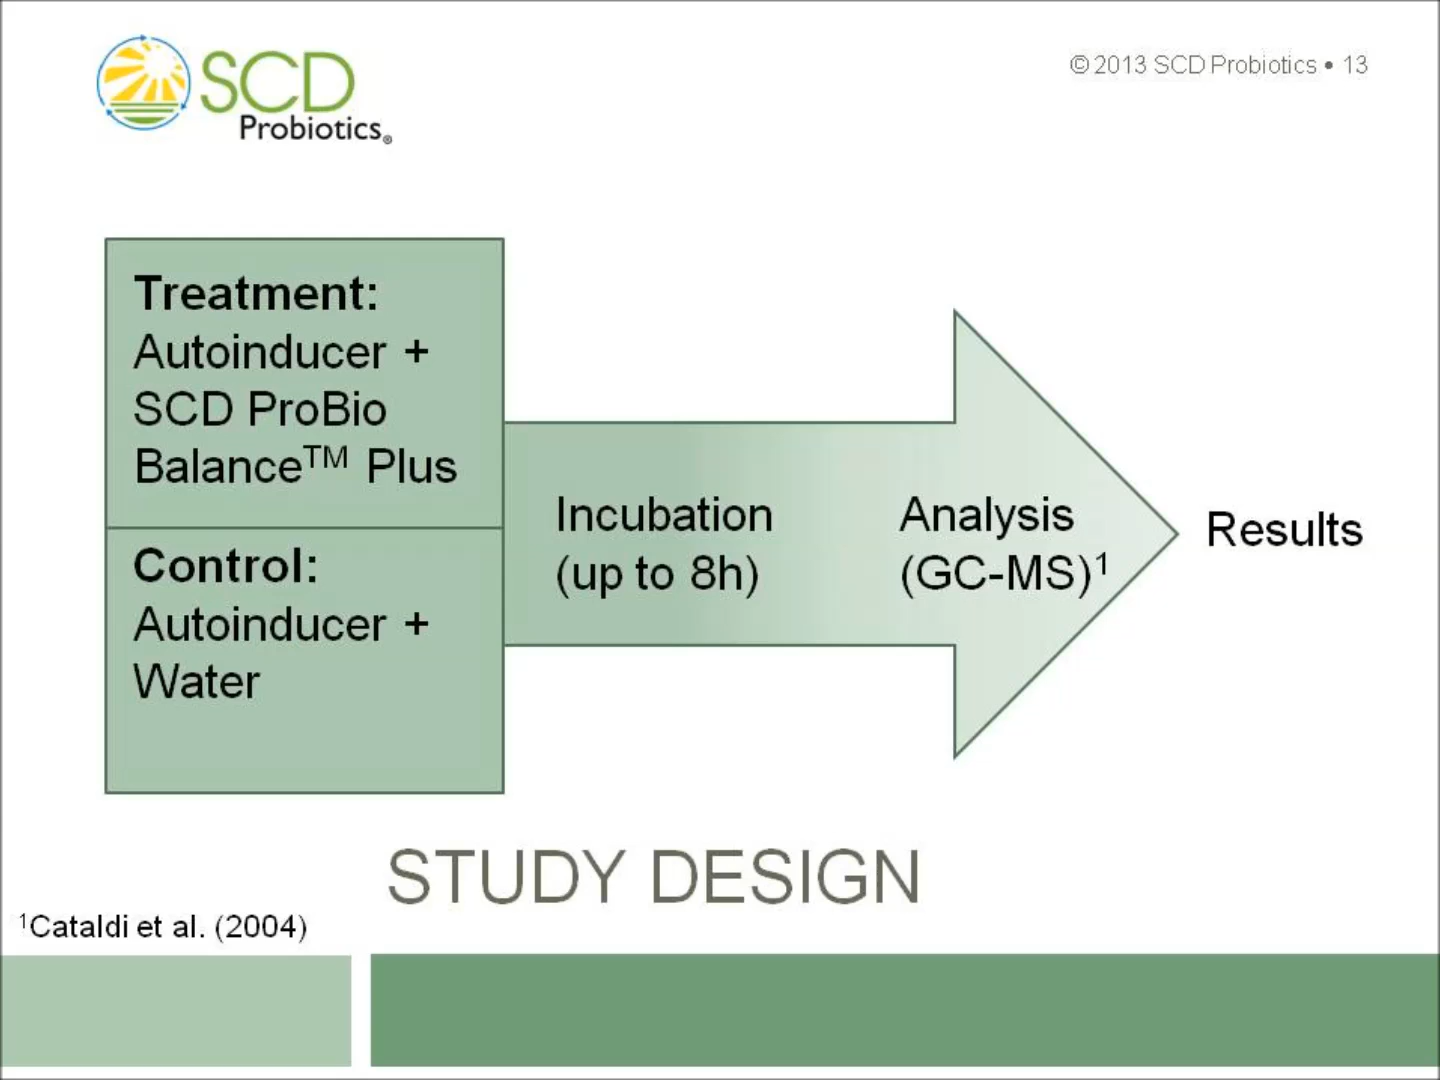 SCD
Probiotics®
© 2013 SCD Probiotics • 13
Treatment:
Autoinducer +
SCD ProBio
Balance™ Plus
Control:
Autoinducer +
Water
Incubation
(up to 8h)
Analysis
(GC-MS)¹
Results
STUDY DESIGN
¹Cataldi et al. (2004)